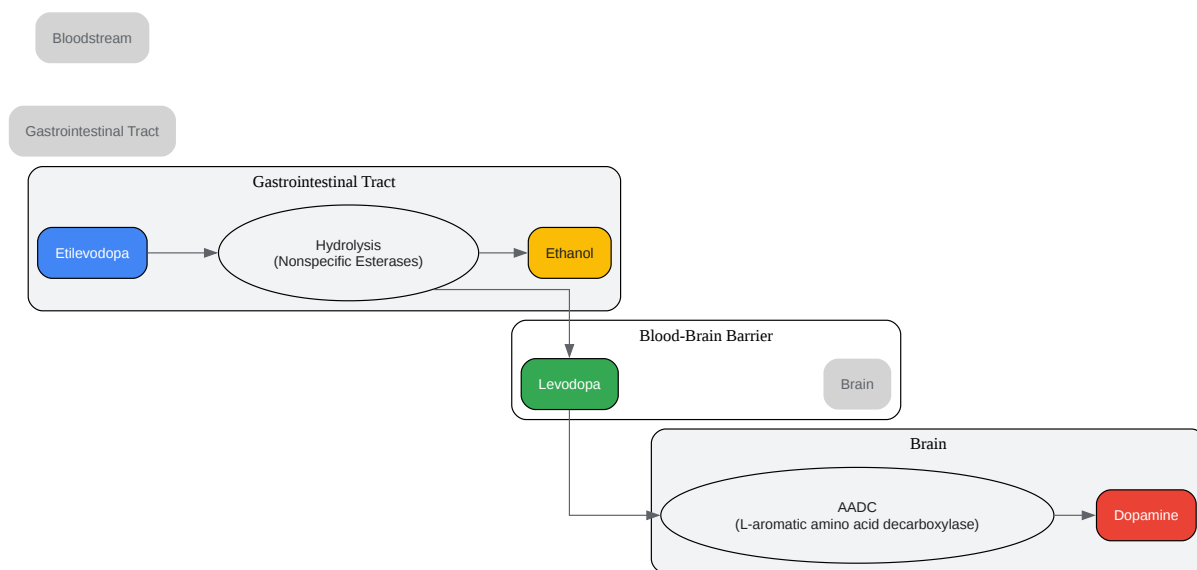 Bloodstream
Gastrointestinal Tract
Gastrointestinal Tract
Etilevodopa
Hydrolysis
(Nonspecific Esterases)
Ethanol
Blood-Brain Barrier
Levodopa
Brain
Brain
AADC
(L-aromatic amino acid decarboxylase)
Dopamine